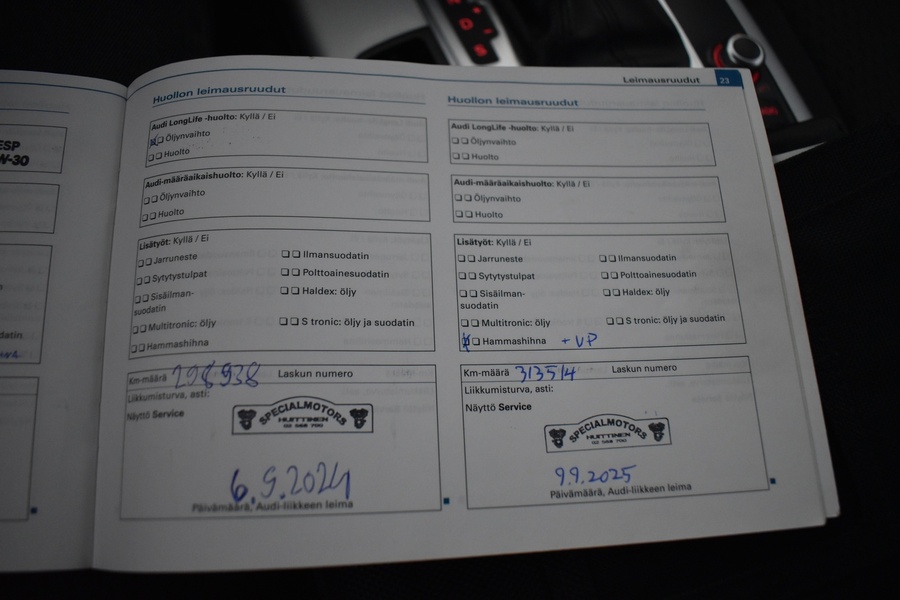 D
S
Leimausruudut 23
ESP
W-30
datin
Huollon leimausruudut
Audi LongLife -huolto: Kyllä / Ei
Öljynvaihto
Huolto
Audi-määräaikaishuolto: Kyllä / Ei
Öljynvaihto
Huolto
Lisätyöt: Kyllä / Ei
Jarruneste
Ilmansuodatin
Sytytystulpat
Polttoainesuodatin
Sisäilman-
suodatin
Haldex: öljy
Multitronic: öljy
S tronic: öljy ja suodatin
Hammashihna
Km-määrä 298938 Laskun numero
Liikkumisturva, asti:
Näyttö Service
SPECIALMOTORS
HUITTINEN
Päivämäärä, Audi-liikkeen leima
Huollon leimausruudut
Audi LongLife -huolto: Kyllä / Ei
Öljynvaihto
Huolto
Audi-määräaikaishuolto: Kyllä / Ei
Öljynvaihto
Huolto
Lisätyöt: Kyllä / Ei
Jarruneste
Ilmansuodatin
Sytytystulpat
Polttoainesuodatin
Sisäilman-
suodatin
Haldex: öljy
Multitronic: öljy
S tronic: öljy ja suodatin
Hammashihna + VP
Km-määrä 313514 Laskun numero
Liikkumisturva, asti:
Näyttö Service
SPECIALMOTORS
HUITTINEN
9.9.2025
Päivämäärä, Audi-liikkeen leima